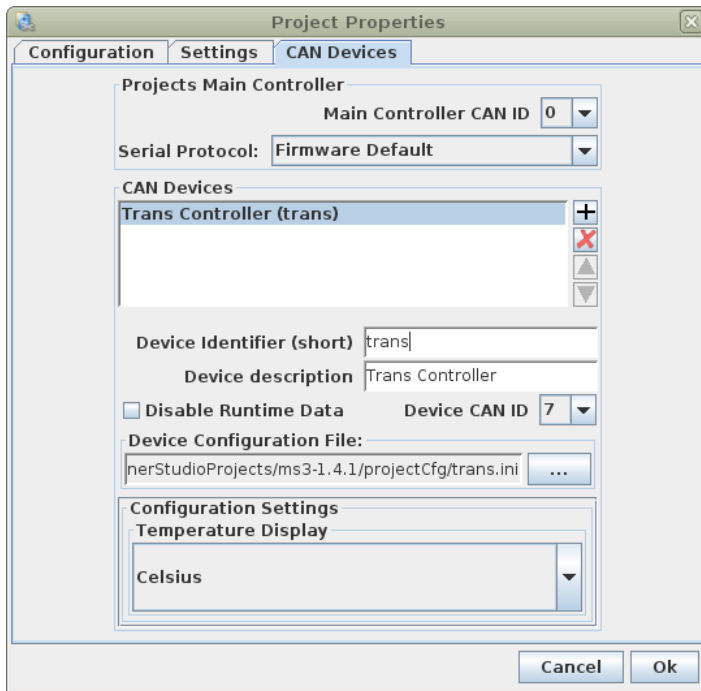 Project Properties
Configuration Settings CAN Devices
Projects Main Controller
Main Controller CAN ID 0
Serial Protocol: Firmware Default
CAN Devices
Trans Controller (trans)
Device Identifier (short) trans
Device description Trans Controller
Disable Runtime Data Device CAN ID 7
Device Configuration File:
nerStudioProjects/ms3-1.4.1/projectCfg/trans.ini ...
Configuration Settings
Temperature Display
Celsius
Cancel Ok